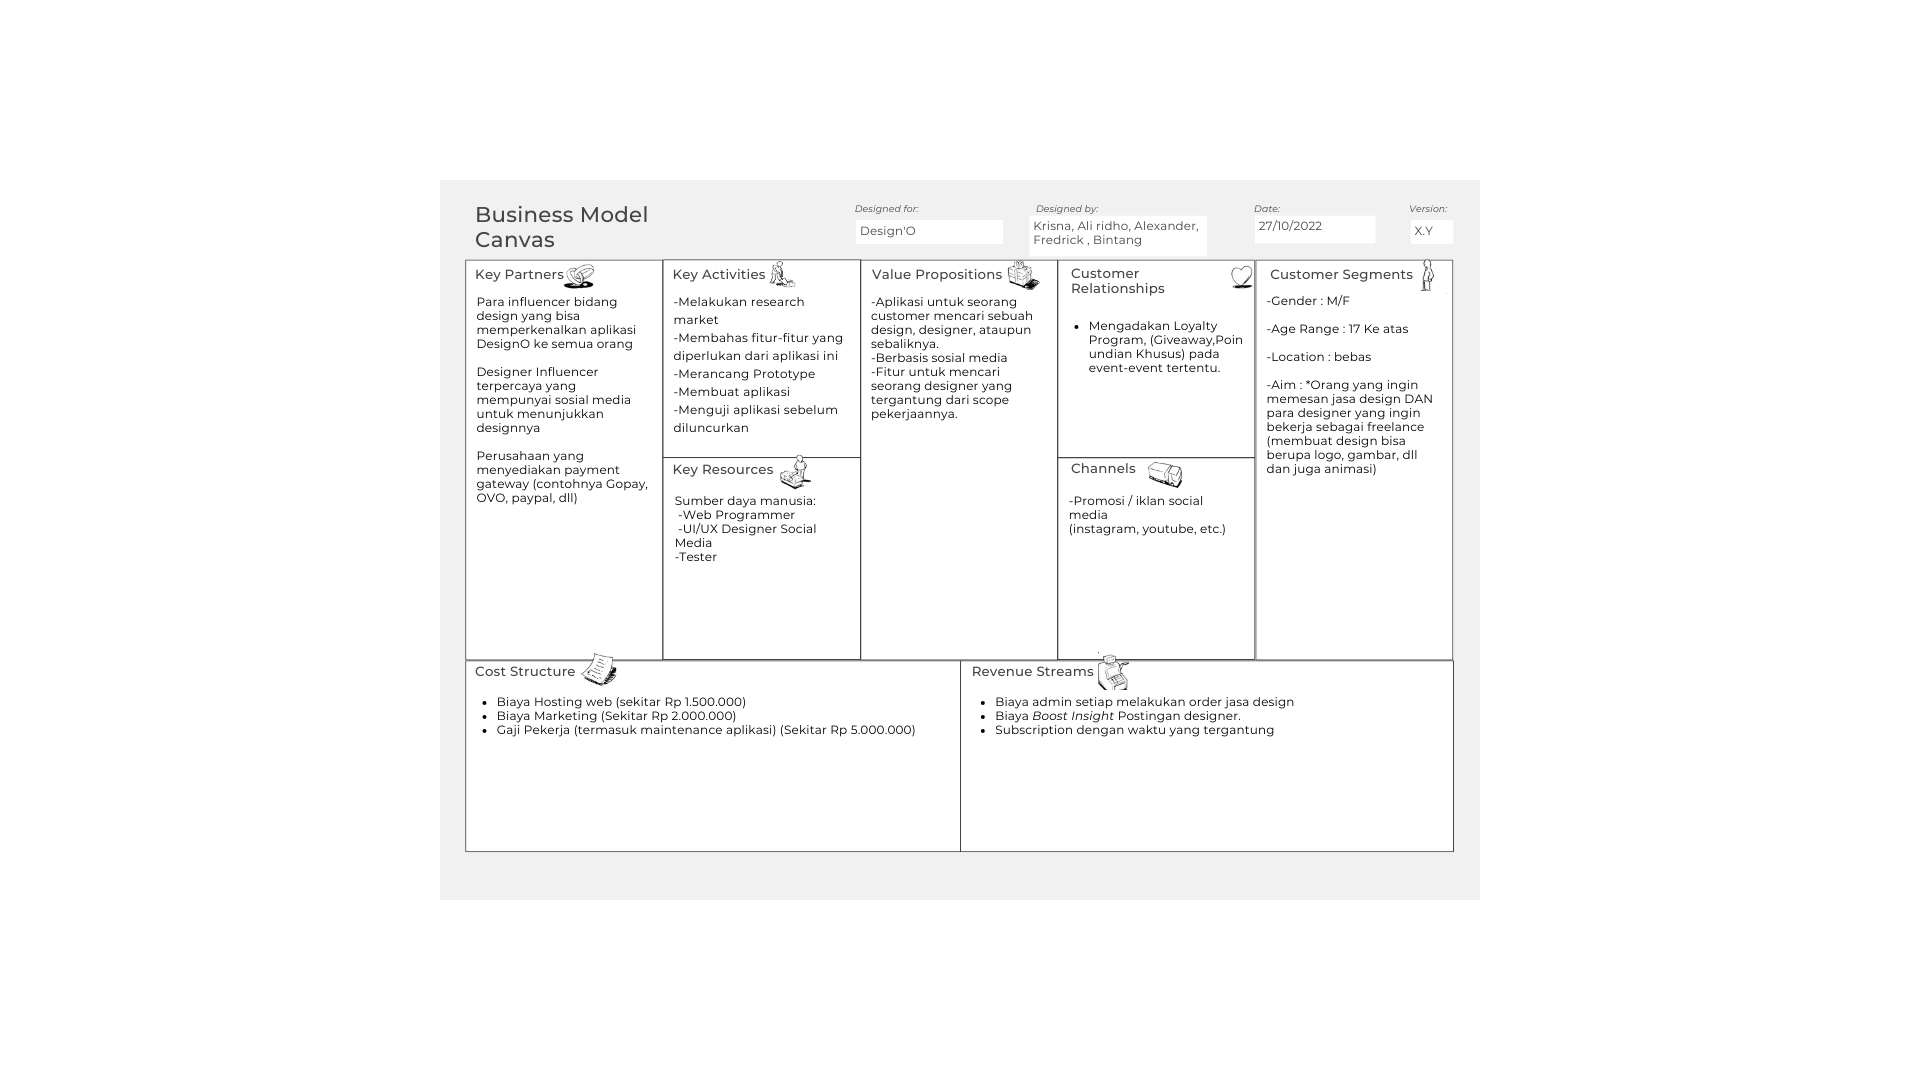 Business Model
Canvas
Designed for:
Design'O
Designed by:
Krisna, Ali ridho, Alexander,
Fredrick , Bintang
Date:
27/10/2022
Version:
X.Y
Key Partners
Para influencer bidang
design yang bisa
memperkenalkan aplikasi
DesignO ke semua orang
Designer Influencer
terpercaya yang
mempunyai sosial media
untuk menunjukkan
designnya
Perusahaan yang
menyediakan payment
gateway (contohnya Gopay,
OVO, paypal, dll)
Key Activities
-Melakukan research
market
-Membahas fitur-fitur yang
diperlukan dari aplikasi ini
-Merancang Prototype
-Membuat aplikasi
-Menguji aplikasi sebelum
diluncurkan
Key Resources
Sumber daya manusia:
-Web Programmer
-UI/UX Designer Social
Media
-Tester
Value Propositions
-Aplikasi untuk seorang
customer mencari sebuah
design, designer, ataupun
sebaliknya.
-Berbasis sosial media
-Fitur untuk mencari
seorang designer yang
tergantung dari scope
pekerjaannya.
Customer
Relationships
• Mengadakan Loyalty
Program, (Giveaway,Poin
undian Khusus) pada
event-event tertentu.
Channels
-Promosi / iklan social
media
(instagram, youtube, etc.)
Customer Segments
-Gender : M/F
-Age Range : 17 Ke atas
-Location : bebas
-Aim : *Orang yang ingin
memesan jasa design DAN
para designer yang ingin
bekerja sebagai freelance
(membuat design bisa
berupa logo, gambar, dll
dan juga animasi)
Cost Structure
• Biaya Hosting web (sekitar Rp 1.500.000)
• Biaya Marketing (Sekitar Rp 2.000.000)
• Gaji Pekerja (termasuk maintenance aplikasi) (Sekitar Rp 5.000.000)
Revenue Streams
• Biaya admin setiap melakukan order jasa design
• Biaya Boost Insight Postingan designer.
• Subscription dengan waktu yang tergantung